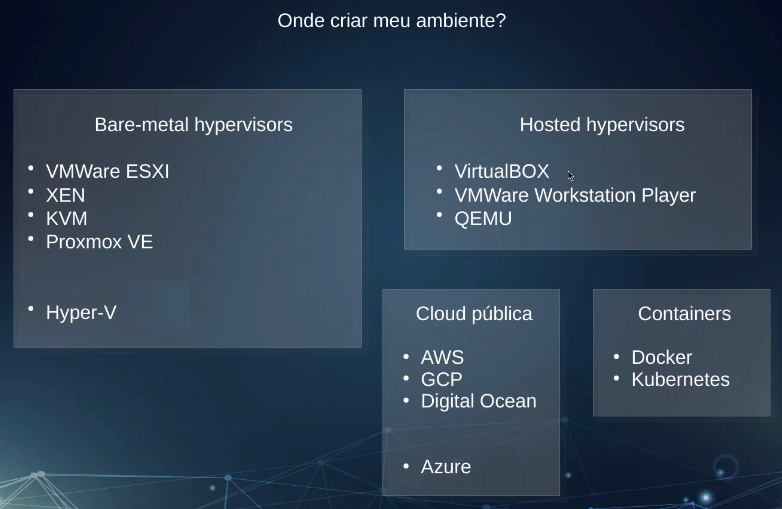 Onde criar meu ambiente?
Bare-metal hypervisors
• VMWare ESXI
• XEN
• KVM
• Proxmox VE
• Hyper-V
Hosted hypervisors
• VirtualBOX
• VMWare Workstation Player
• QEMU
Cloud pública
• AWS
• GCP
• Digital Ocean
• Azure
Containers
• Docker
• Kubernetes